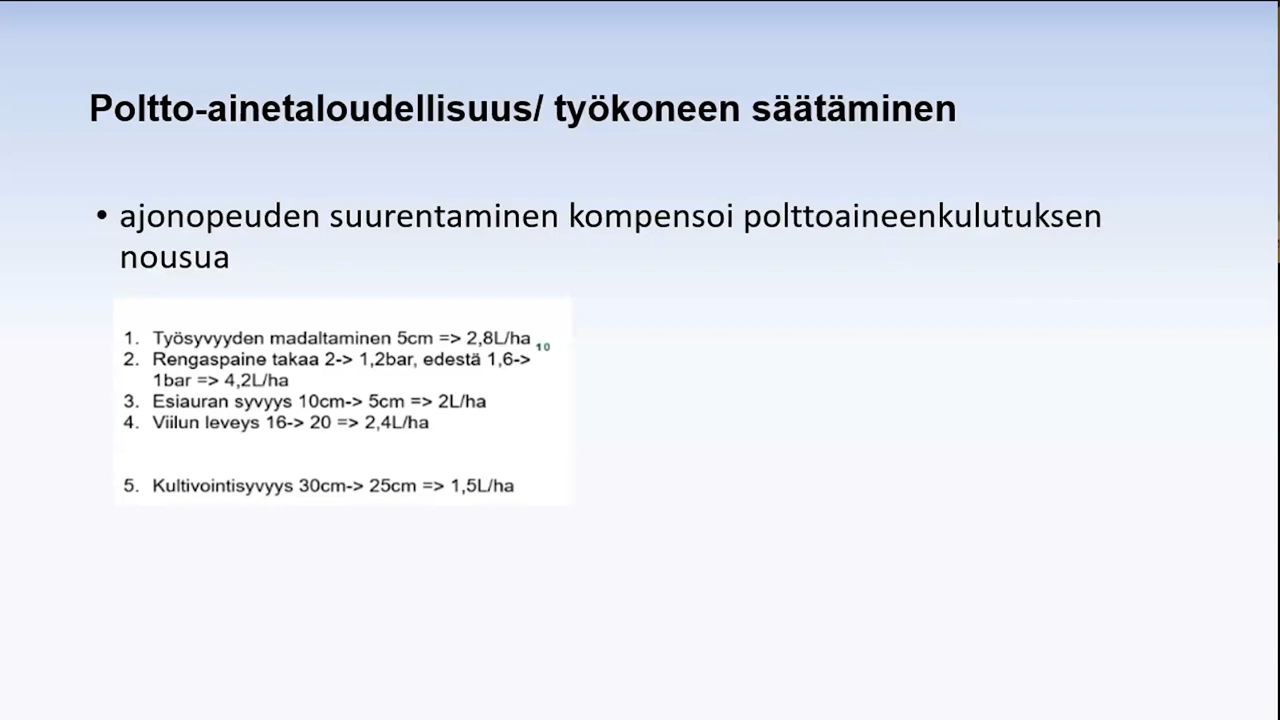 Poltto-ainetaloudellisuus/ työkoneen säätäminen
• ajonopeuden suurentaminen kompensoi polttoaineenkulutuksen
nousua
1. Työsyvyyden madaltaminen 5cm => 2,8L/ha
10
2. Rengaspaine takaa 2-> 1,2bar, edestä 1,6->
1bar => 4,2L/ha
3. Esiauran syvyys 10cm-> 5cm => 2L/ha
4. Viilun leveys 16-> 20 => 2,4L/ha
5. Kultivointisyvyys 30cm-> 25cm => 1,5L/ha